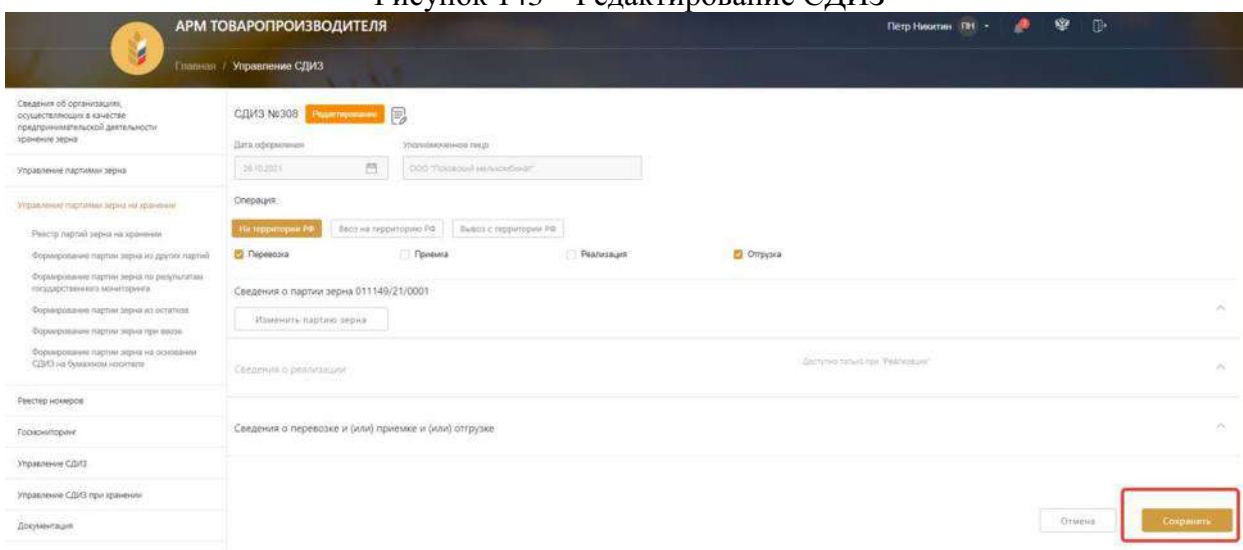 Рисунок 143 – Редактирование СДИЗ
АРМ ТОВАРОПРОИЗВОДИТЕЛЯ
Пётр Никитин ПН
Главная / Управление СДИЗ
Сведения об организациях,
осуществляющих в качестве
предпринимательской деятельности
хранение зерна
Управление партиями зерна
Управление партиями зерна на хранении
Реестр партий зерна на хранении
Формирование партии зерна из других партий
Формирование партии зерна по результатам
государственного мониторинга
Формирование партии зерна из остатков
Формирование партии зерна при ввозе
Формирование партии зерна на основании
СДИЗ на бумажном носителе
Реестер номеров
Госмониторинг
Управление СДИЗ
Управление СДИЗ при хранении
Документация
СДИЗ №308 Редактирование
Дата оформления Уполномоченное лицо
26.10.2021 ООО "Псковский мелькомбинат"
Операция:
На территории РФ Ввоз на территорию РФ Вывоз с территории РФ
Перевозка Приемка Реализация Отгрузка
Сведения о партии зерна 011149/21/0001
Изменить партию зерна
Сведения о реализации Доступно только при "Реализации"
Сведения о перевозке и (или) приемке и (или) отгрузке
Отмена Сохранить